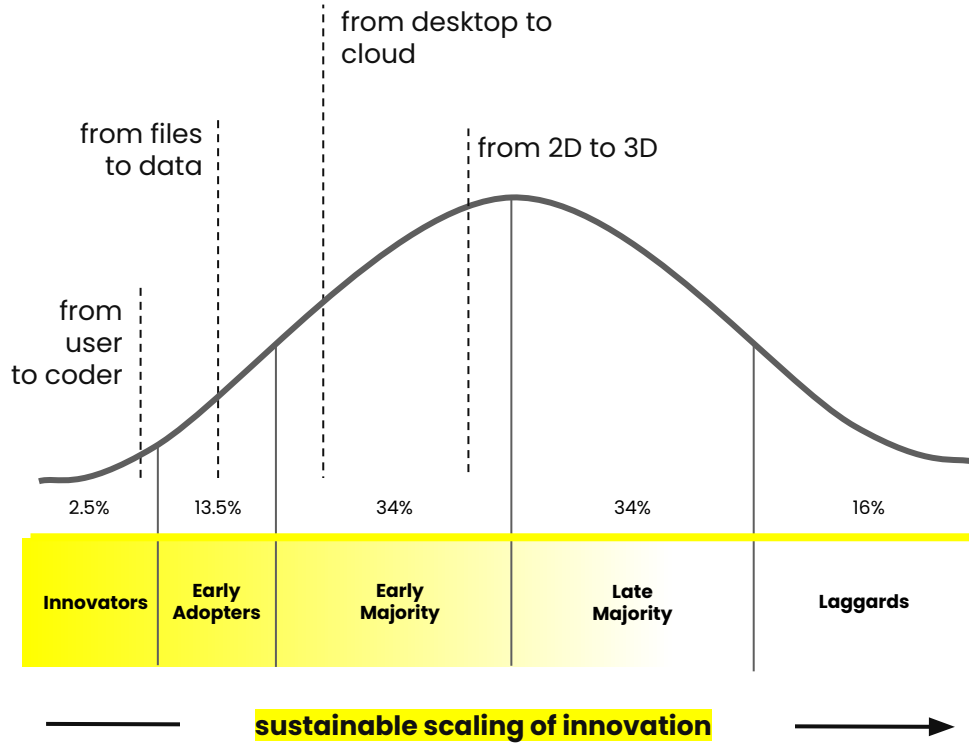 from desktop to
cloud
from files
to data
from 2D to 3D
from
user
to coder
2.5%
13.5%
34%
34%
16%
Innovators
Early
Adopters
Early
Majority
Late
Majority
Laggards
sustainable scaling of innovation